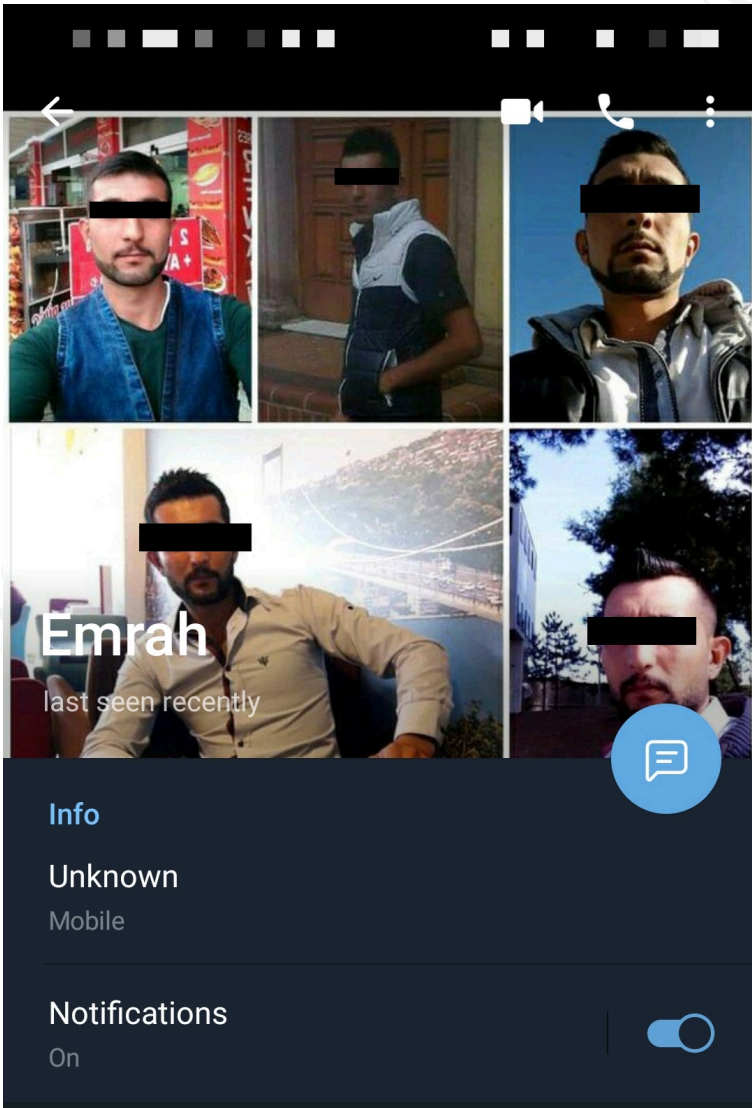 Emrah
last seen recently
Info
Unknown
Mobile
Notifications
On